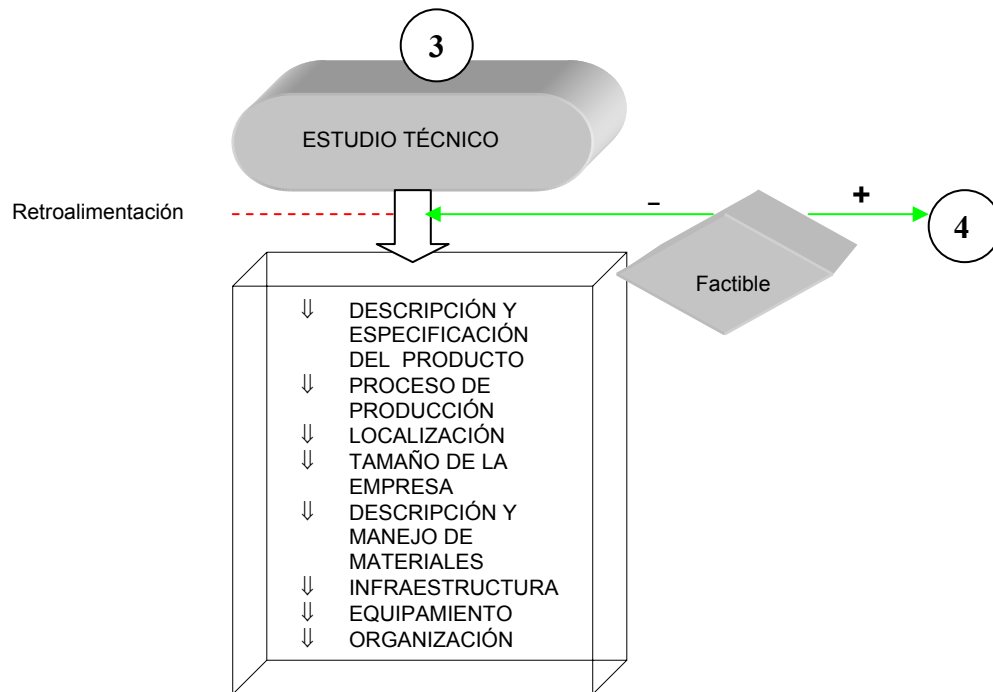 3
ESTUDIO TÉCNICO
Retroalimentación
–
+
4
Factible
⇓ DESCRIPCIÓN Y
ESPECIFICACIÓN
DEL PRODUCTO
⇓ PROCESO DE
PRODUCCIÓN
⇓ LOCALIZACIÓN
⇓ TAMAÑO DE LA
EMPRESA
⇓ DESCRIPCIÓN Y
MANEJO DE
MATERIALES
⇓ INFRAESTRUCTURA
⇓ EQUIPAMIENTO
⇓ ORGANIZACIÓN